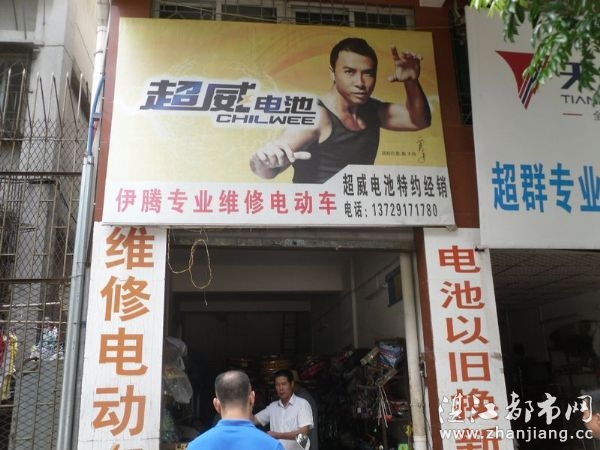 超威电池
CHILWEE
超威电池特约经销
伊腾专业维修电动车
电话：13729171780
维修电动
电池以旧换
TIAN
超群专业
湛江都市网
www.zhanjiang.cc